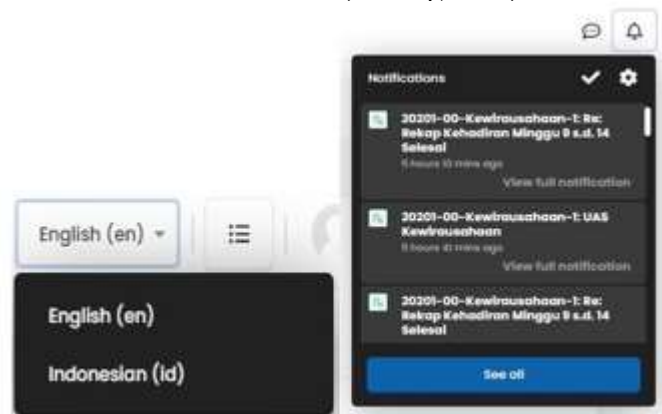 Notifications
20201-00-Kewirausahaan-1: Re:
Rekap Kehadiran Minggu 9 s.d. 14
Selesai
View full notification
20201-00-Kewirausahaan-1: UAS
Kewirausahaan
View full notification
20201-00-Kewirausahaan-1: Re:
Rekap Kehadiran Minggu 9 s.d. 14
Selesai
See all
English (en)
English (en)
Indonesian (id)